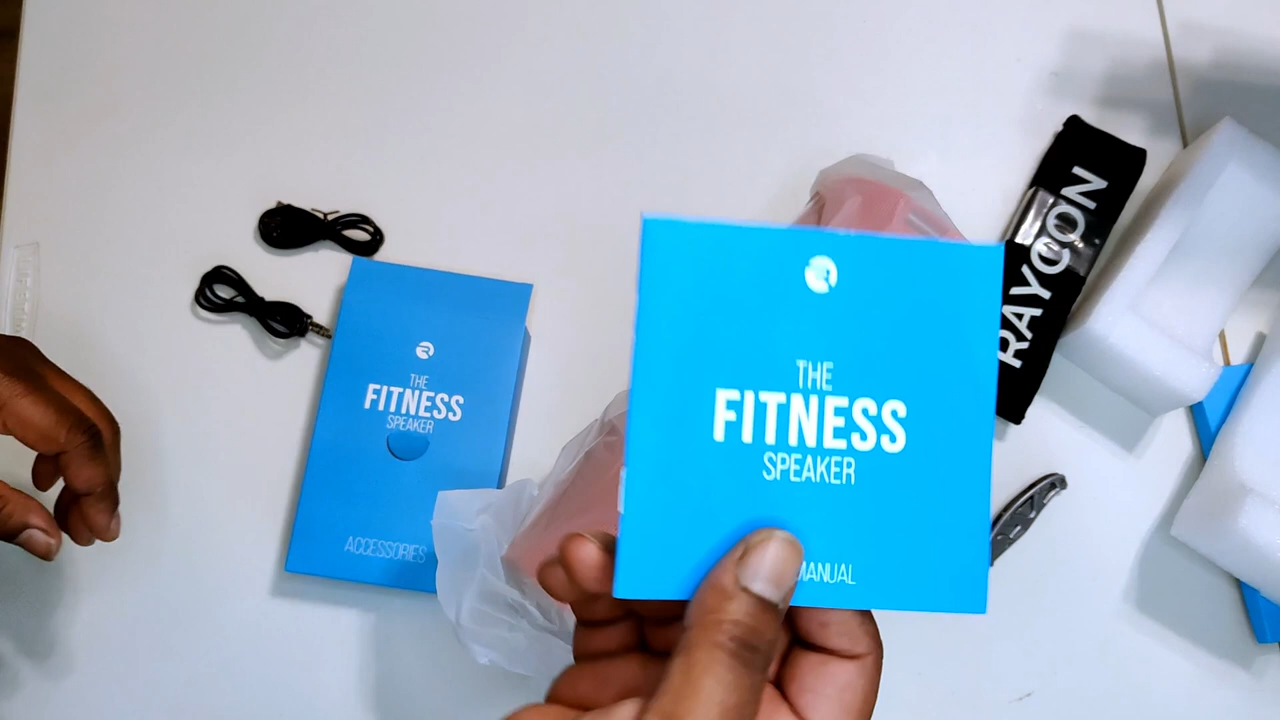 THE
FITNESS
SPEAKER
ACCESSORIES
THE
FITNESS
SPEAKER
MANUAL
RAYCON